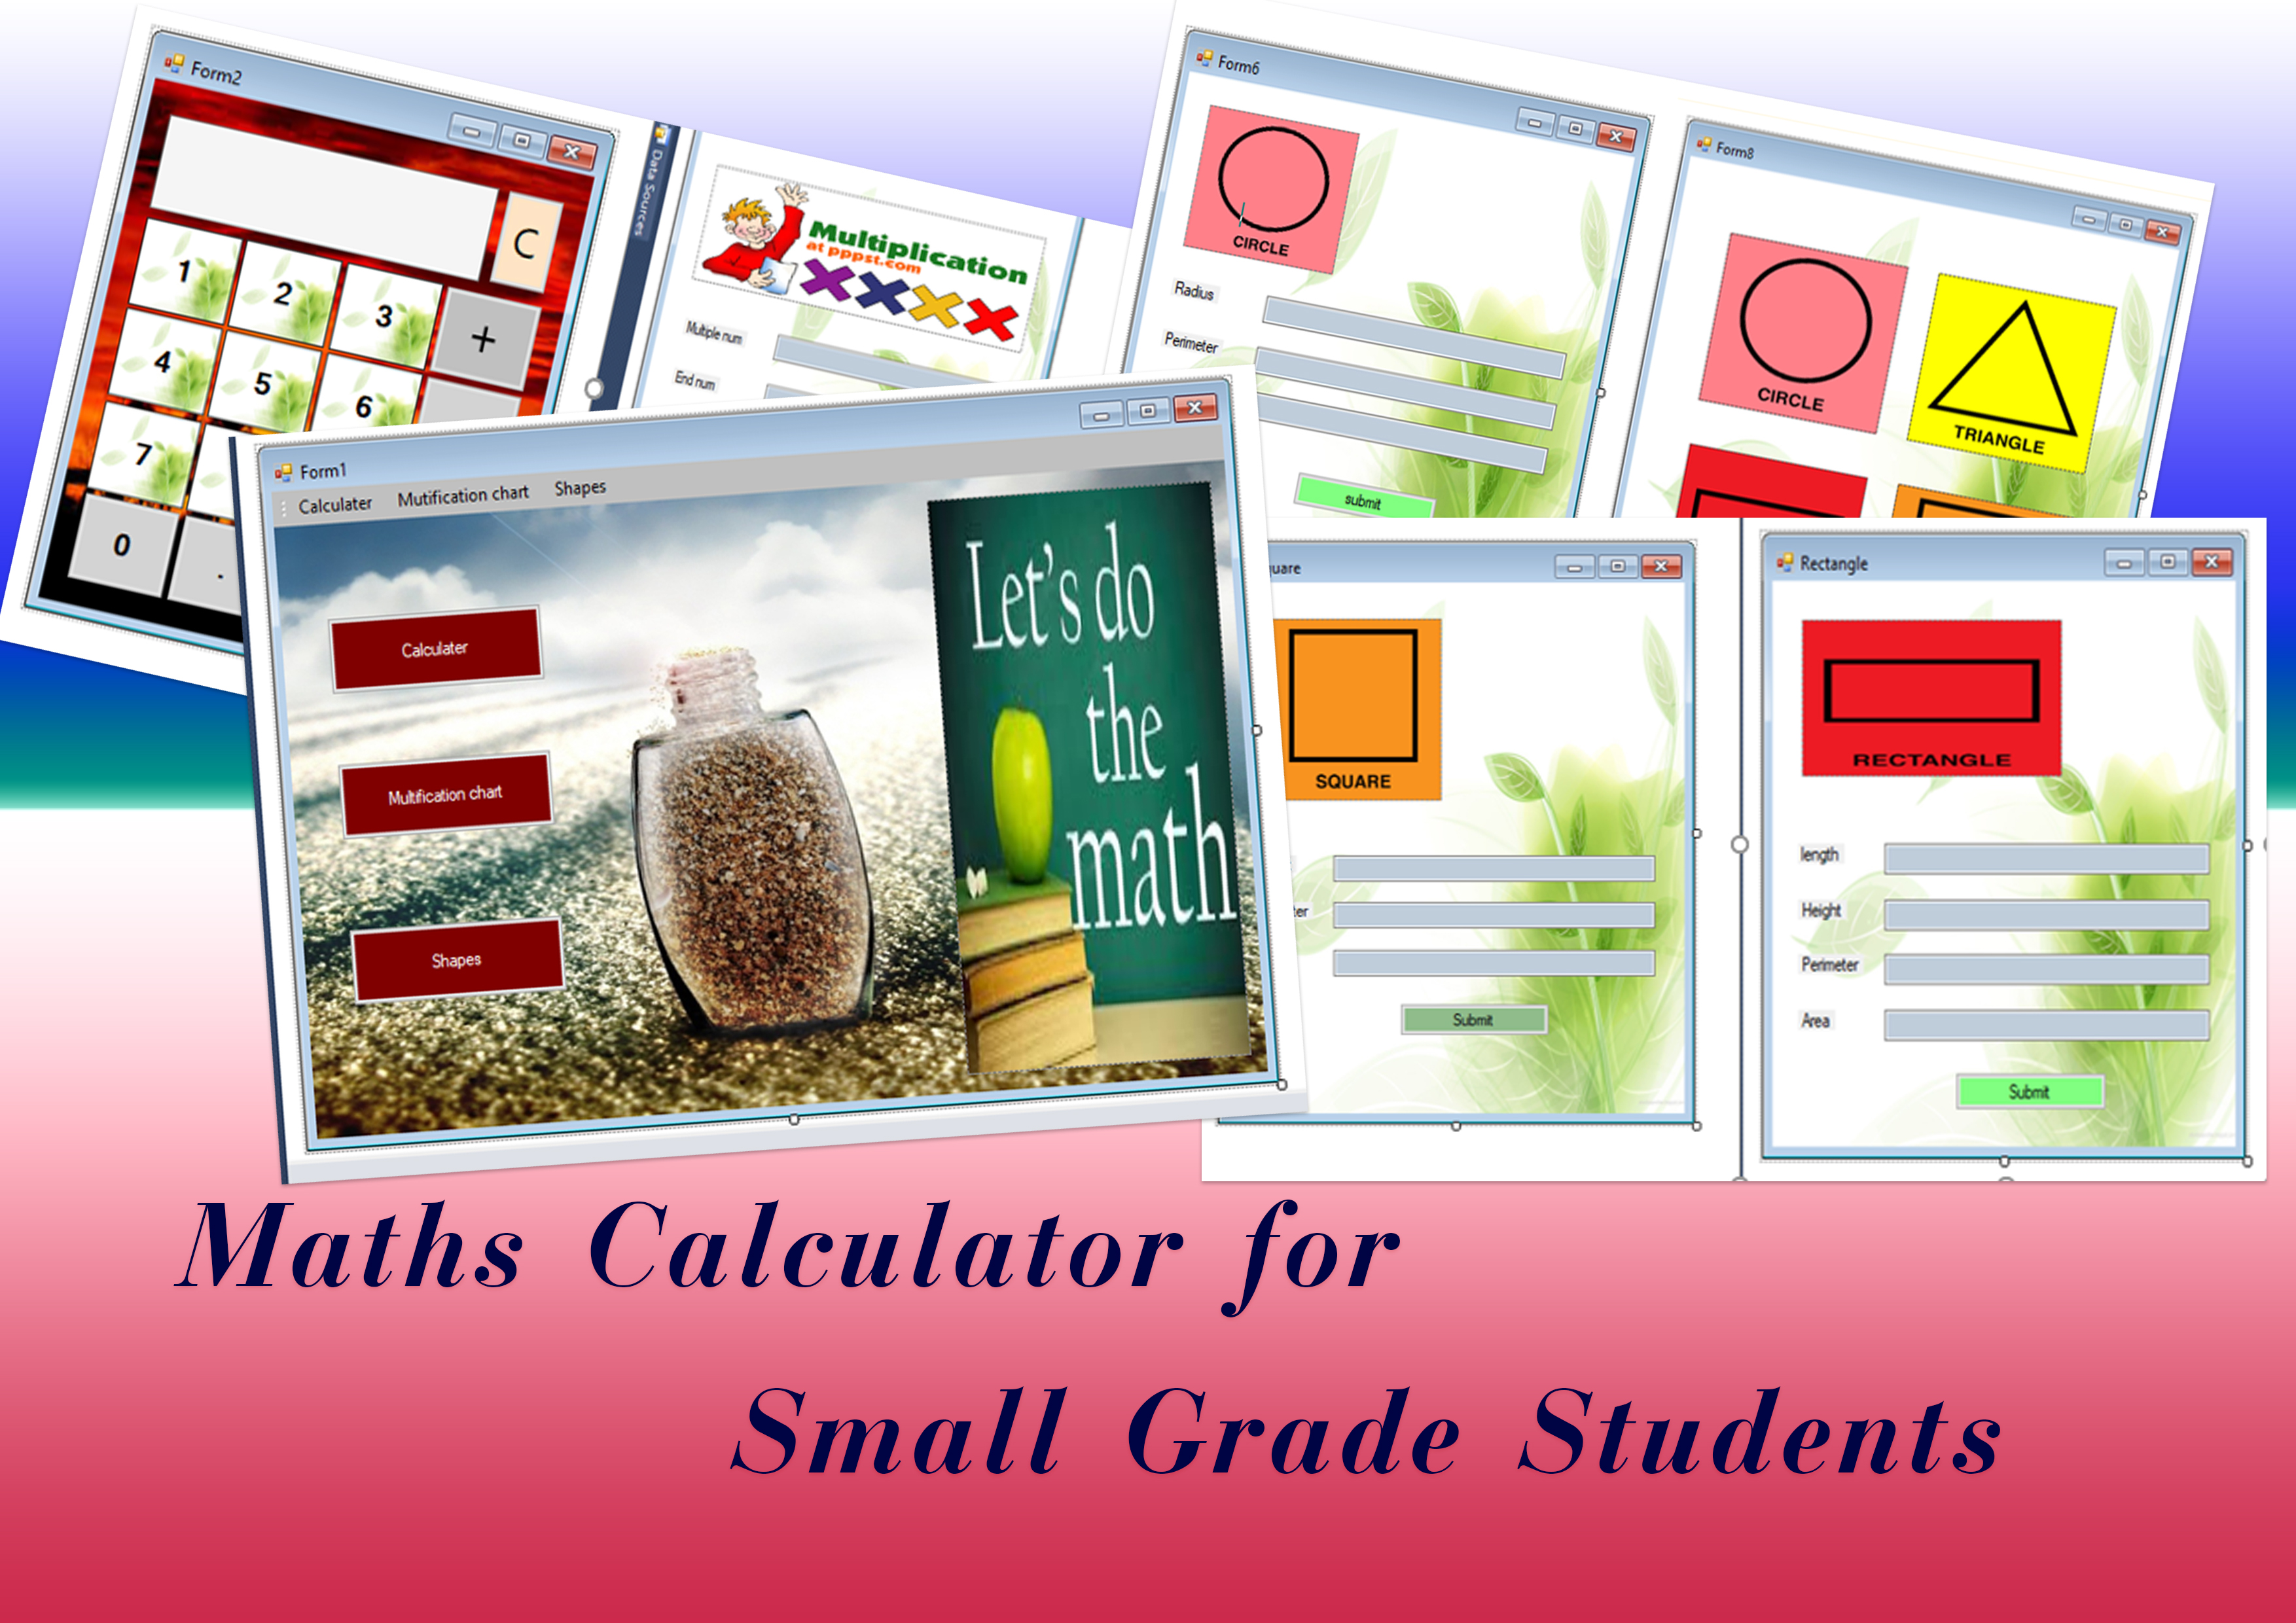 Form2
C
1
2
3
+
4
5
6
7
0
.
Data Sources
Multiplication
at pppst.com
Multiple num
End num
Form6
CIRCLE
Radius
Perimeter
submit
Form8
CIRCLE
TRIANGLE
Form1
Calculater Mutification chart Shapes
Calculater
Multification chart
Shapes
Let's do
the
math
uare
SQUARE
ter
Submit
Rectangle
RECTANGLE
length
Height
Perimeter
Area
Submit
Maths Calculator for
Small Grade Students